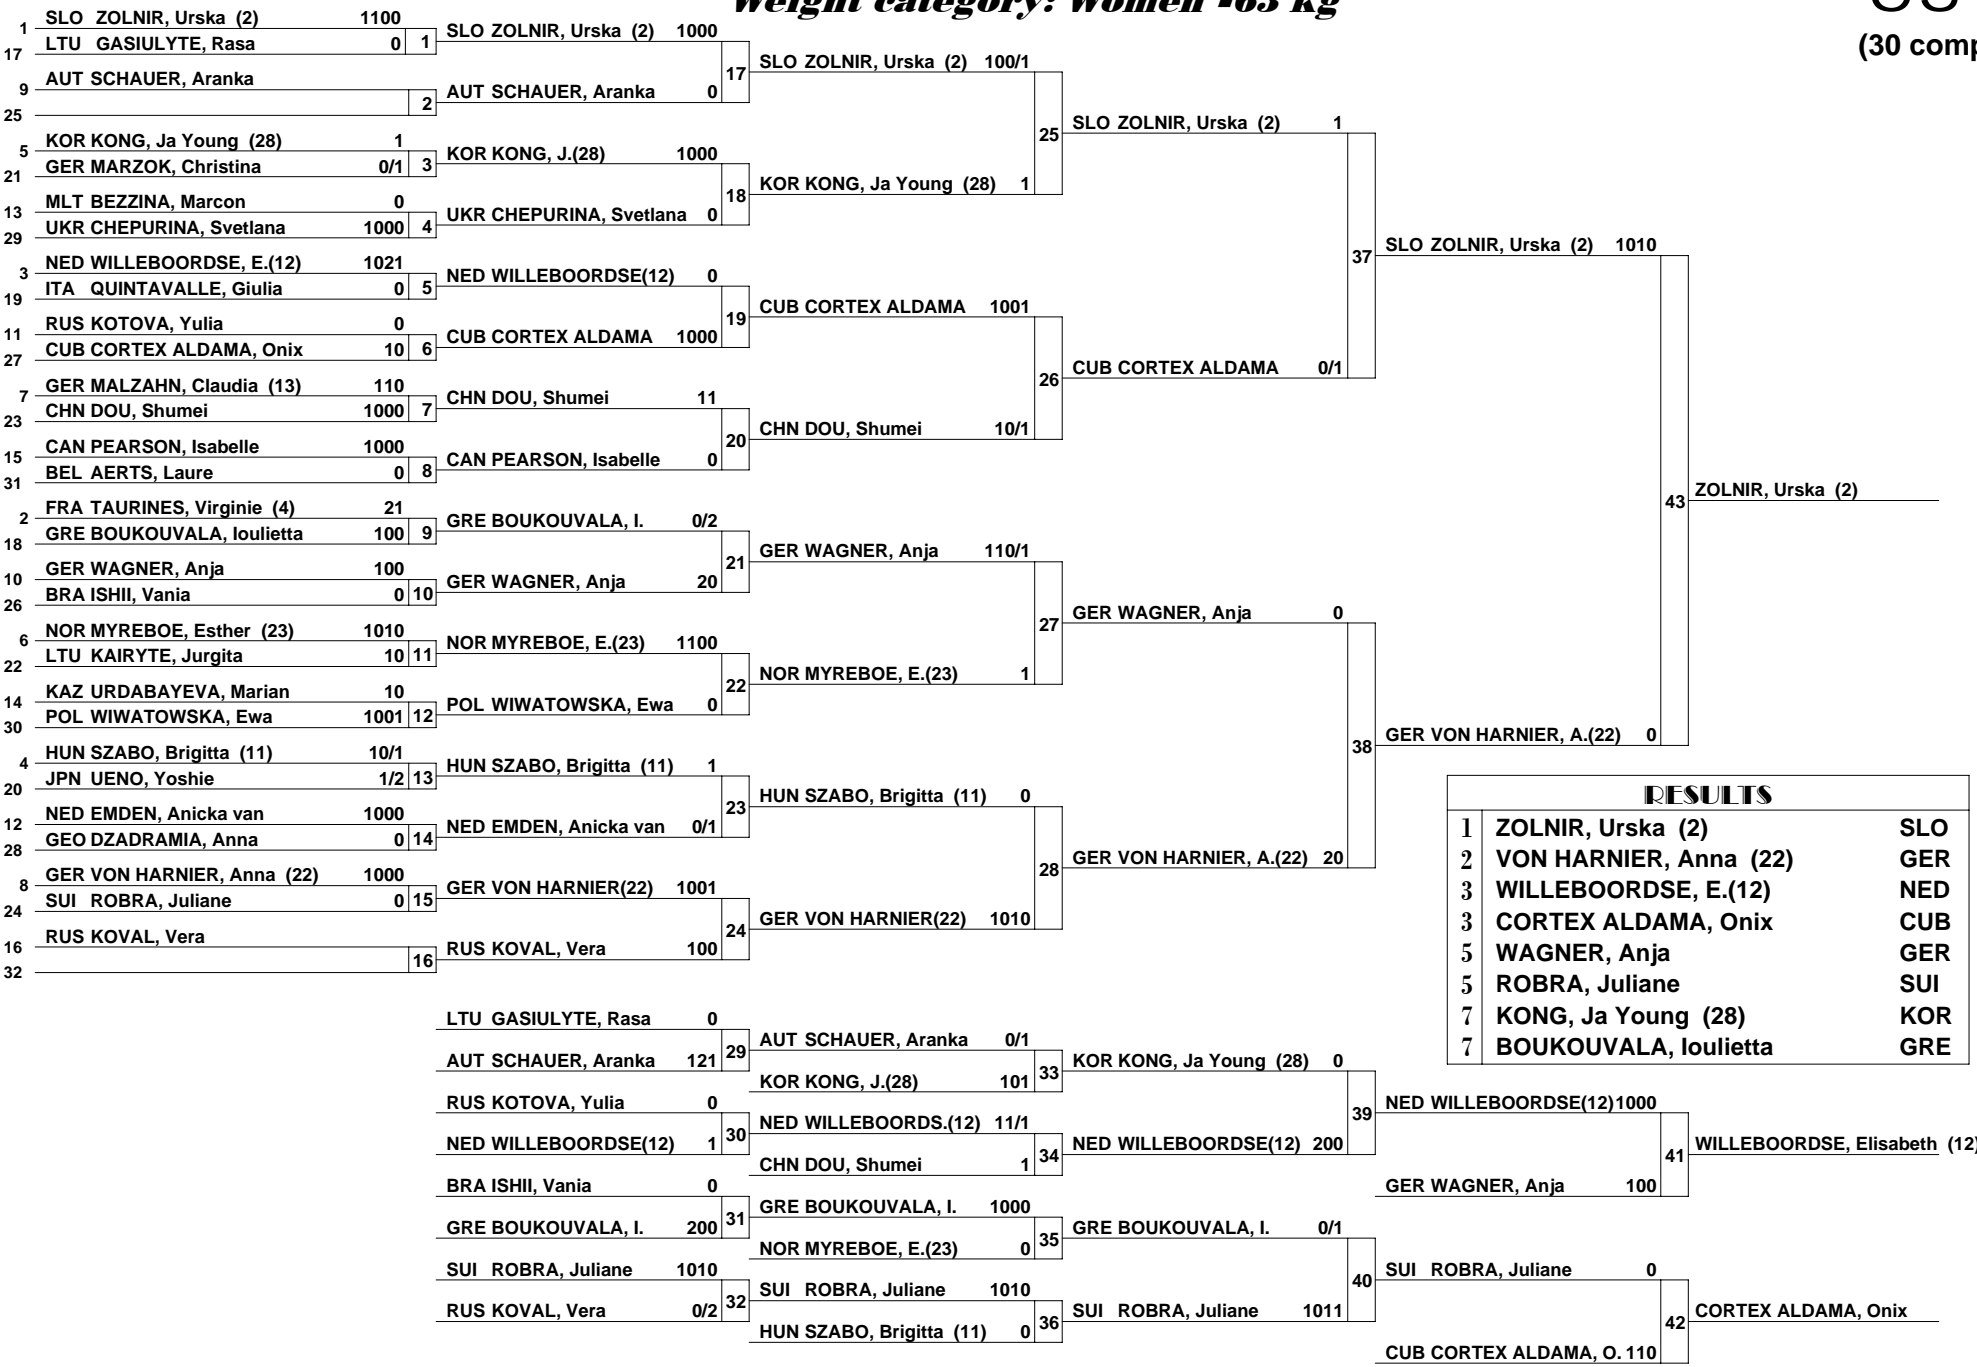 Weight category: Women -63 kg
(30 comp
1 SLO ZOLNIR, Urska (2) 1100
17 LTU GASIULYTE, Rasa 0 1
9 AUT SCHAUER, Aranka
25 2
5 KOR KONG, Ja Young (28) 1
21 GER MARZOK, Christina 0/1 3
13 MLT BEZZINA, Marcon 0
29 UKR CHEPURINA, Svetlana 1000 4
3 NED WILLEBOORDSE, E.(12) 1021
19 ITA QUINTAVALLE, Giulia 0 5
11 RUS KOTOVA, Yulia 0
27 CUB CORTEX ALDAMA, Onix 10 6
7 GER MALZAHN, Claudia (13) 110
23 CHN DOU, Shumei 1000 7
15 CAN PEARSON, Isabelle 1000
31 BEL AERTS, Laure 0 8
2 FRA TAURINES, Virginie (4) 21
18 GRE BOUKOUVALA, Ioulietta 100 9
10 GER WAGNER, Anja 100
26 BRA ISHII, Vania 0 10
6 NOR MYREBOE, Esther (23) 1010
22 LTU KAIRYTE, Jurgita 10 11
14 KAZ URDABAYEVA, Marian 10
30 POL WIWATOWSKA, Ewa 1001 12
4 HUN SZABO, Brigitta (11) 10/1
20 JPN UENO, Yoshie 1/2 13
12 NED EMDEN, Anicka van 1000
28 GEO DZADRAMIA, Anna 0 14
8 GER VON HARNIER, Anna (22) 1000
24 SUI ROBRA, Juliane 0 15
16 RUS KOVAL, Vera
32 16
SLO ZOLNIR, Urska (2) 1000
17
AUT SCHAUER, Aranka 0
KOR KONG, J.(28) 1000
18
UKR CHEPURINA, Svetlana 0
NED WILLEBOORDSE(12) 0
19
CUB CORTEX ALDAMA 1000
CHN DOU, Shumei 11
20
CAN PEARSON, Isabelle 0
GRE BOUKOUVALA, I. 0/2
21
GER WAGNER, Anja 20
NOR MYREBOE, E.(23) 1100
22
POL WIWATOWSKA, Ewa 0
HUN SZABO, Brigitta (11) 1
23
NED EMDEN, Anicka van 0/1
GER VON HARNIER(22) 1001
24
RUS KOVAL, Vera 100
SLO ZOLNIR, Urska (2) 100/1
25
KOR KONG, Ja Young (28) 1
CUB CORTEX ALDAMA 1001
26
CHN DOU, Shumei 10/1
GER WAGNER, Anja 110/1
27
NOR MYREBOE, E.(23) 1
HUN SZABO, Brigitta (11) 0
28
GER VON HARNIER(22) 1010
SLO ZOLNIR, Urska (2) 1
37
CUB CORTEX ALDAMA 0/1
GER WAGNER, Anja 0
38
GER VON HARNIER, A.(22) 20
SLO ZOLNIR, Urska (2) 1010
43
GER VON HARNIER, A.(22) 0
ZOLNIR, Urska (2)
RESULTS
1 ZOLNIR, Urska (2) SLO
2 VON HARNIER, Anna (22) GER
3 WILLEBOORDSE, E.(12) NED
3 CORTEX ALDAMA, Onix CUB
5 WAGNER, Anja GER
5 ROBRA, Juliane SUI
7 KONG, Ja Young (28) KOR
7 BOUKOUVALA, Ioulietta GRE
LTU GASIULYTE, Rasa 0
29
AUT SCHAUER, Aranka 121
RUS KOTOVA, Yulia 0
30
NED WILLEBOORDSE(12) 1
BRA ISHII, Vania 0
31
GRE BOUKOUVALA, I. 200
SUI ROBRA, Juliane 1010
32
RUS KOVAL, Vera 0/2
AUT SCHAUER, Aranka 0/1
33
KOR KONG, J.(28) 101
NED WILLEBOORDS.(12) 11/1
34
CHN DOU, Shumei 1
GRE BOUKOUVALA, I. 1000
35
NOR MYREBOE, E.(23) 0
SUI ROBRA, Juliane 1010
36
HUN SZABO, Brigitta (11) 0
KOR KONG, Ja Young (28) 0
39
NED WILLEBOORDSE(12) 200
GRE BOUKOUVALA, I. 0/1
40
SUI ROBRA, Juliane 1011
NED WILLEBOORDSE(12)1000
41
GER WAGNER, Anja 100
SUI ROBRA, Juliane 0
42
CUB CORTEX ALDAMA, O. 110
WILLEBOORDSE, Elisabeth (12)
CORTEX ALDAMA, Onix